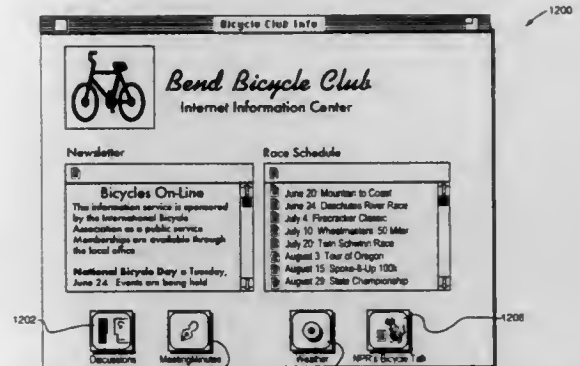 1200
Bicycle Club Info
Bend Bicycle Club
Internet Information Center
Newsletter
Race Schedule
Bicycles On-Line
This information service is sponsored
by the International Bicycle
Association as a public service
Memberships are available through
the local office
National Bicycle Day is Tuesday,
June 24. Events are being held
June 20 Mountain to Coast
June 24 Deschutes River Race
July 4 Firecracker Classic
July 10 Wheelmasters 50 Miler
July 20 Twin Schwinn Race
August 3 Tour of Oregon
August 15 Spoke-8-Up 100k
August 29 State Championship
1202
1208
Discussions
MeetingMinutes
Weather
NPR's Bicycle Talk